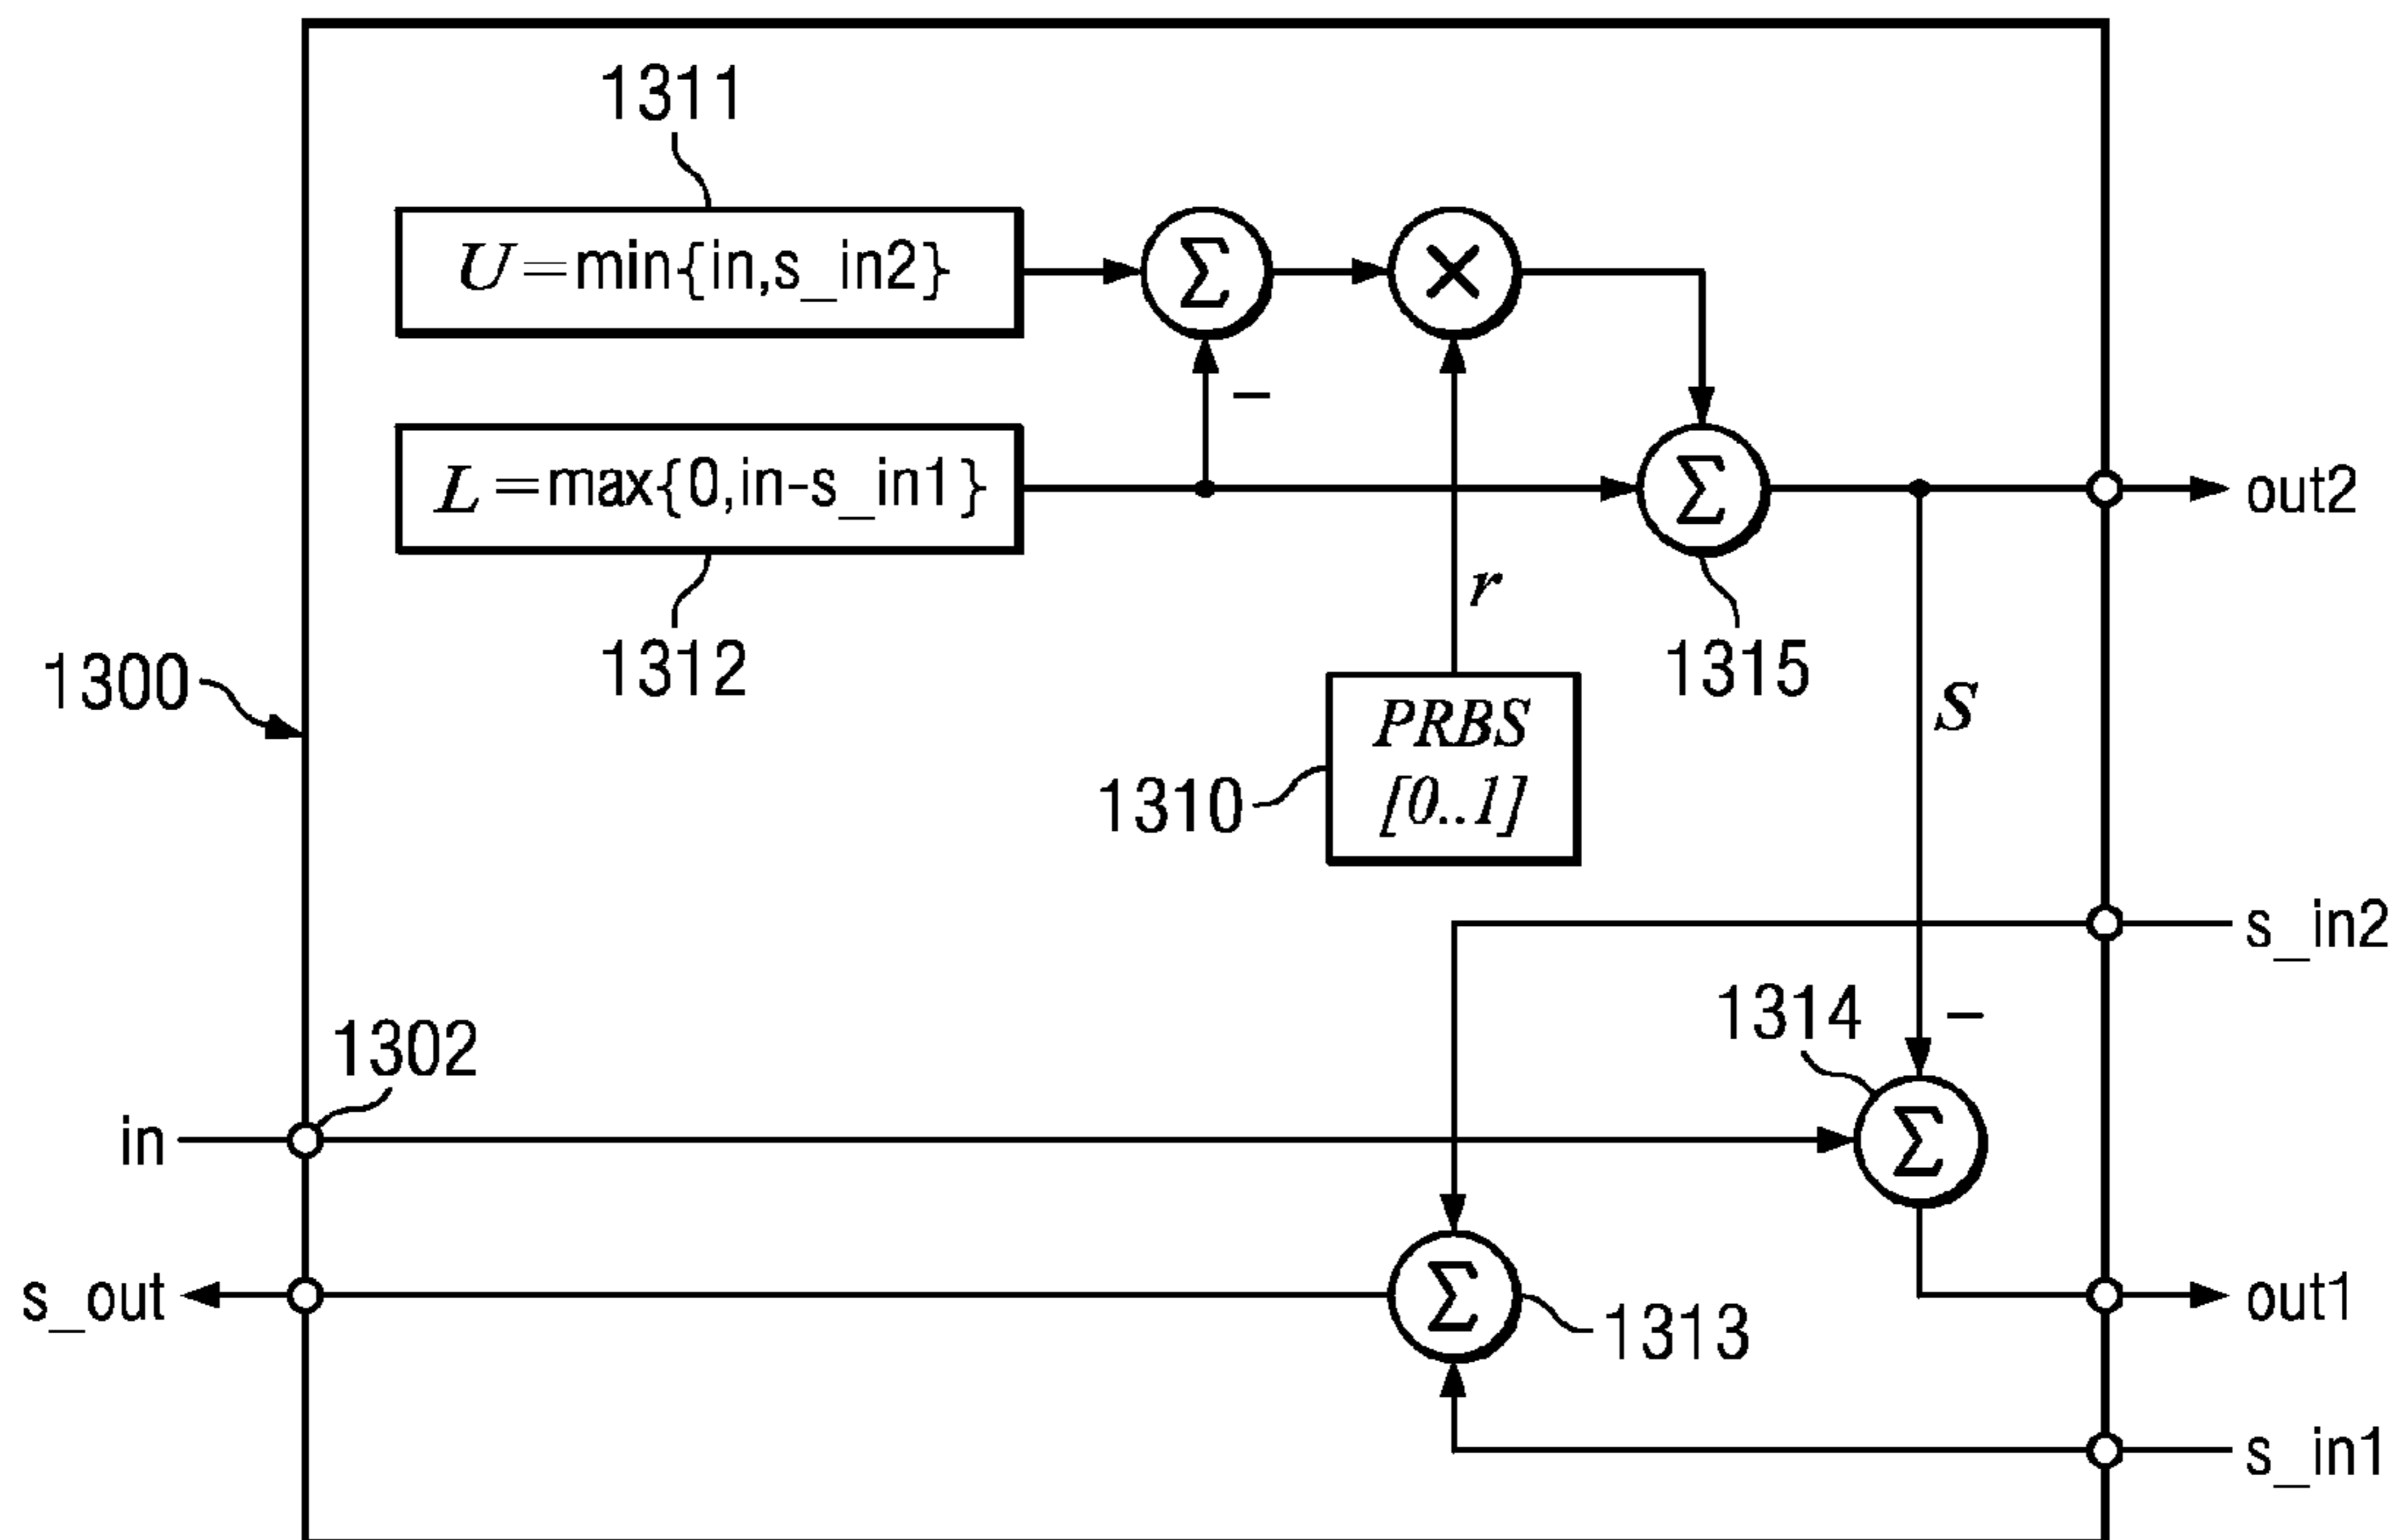 1311
U=min{in,s_in2}
Σ
×
–
L=max{0,in-s_in1}
Σ
out2
r
1312
1315
1300
S
PRBS
[0..1]
1310
s_in2
1314
–
1302
in
Σ
s_out
Σ
out1
1313
s_in1